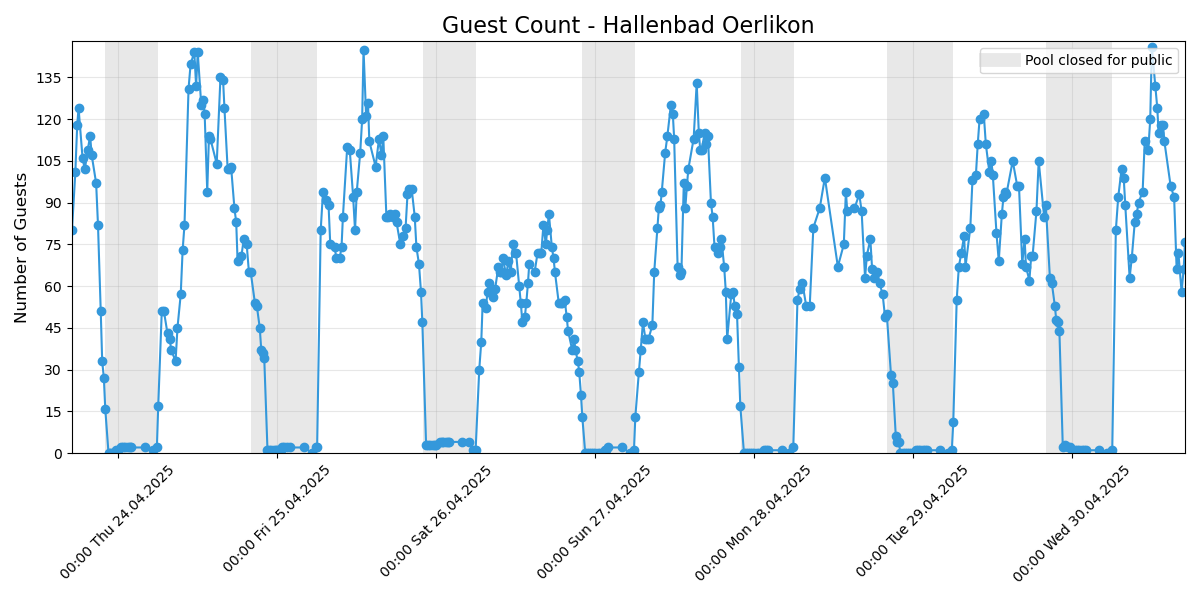 Guest Count - Hallenbad Oerlikon
Pool closed for public
Number of Guests
135
120
105
90
75
60
45
30
15
0
00:00 Thu 24.04.2025
00:00 Fri 25.04.2025
00:00 Sat 26.04.2025
00:00 Sun 27.04.2025
00:00 Mon 28.04.2025
00:00 Tue 29.04.2025
00:00 Wed 30.04.2025